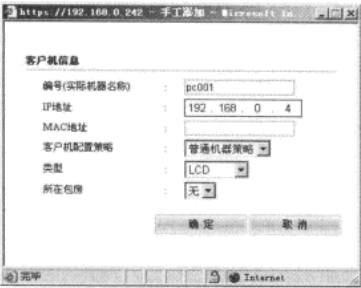 https://192.168.0.242 - 手工添加 - Microsoft In
客户机信息
编号(实际机器名称) : pc001
IP地址 : 192 . 168 . 0 . 4
MAC地址 :
客户机配置策略 : 普通机器策略
类型 : LCD
所在包房 : 无
确定 取消
完毕 Internet